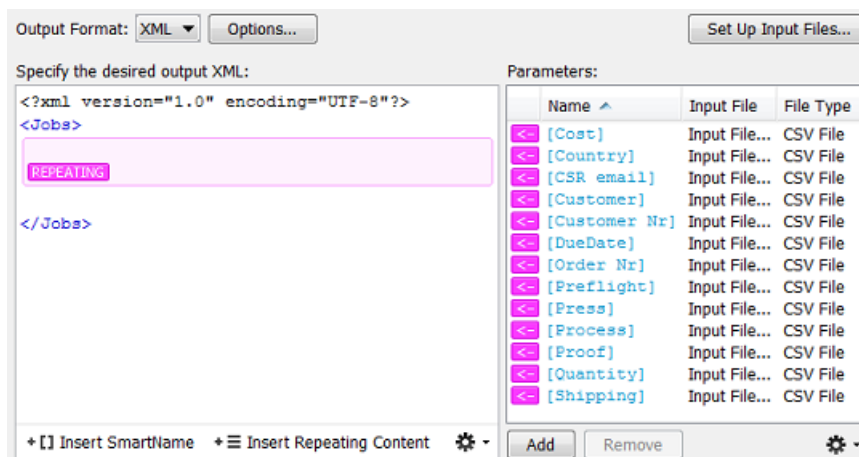 Output Format: XML Options... Set Up Input Files...
Specify the desired output XML: Parameters:
<?xml version="1.0" encoding="UTF-8"?>
<Jobs>
REPEATING
</Jobs>
+[] Insert SmartName +≡ Insert Repeating Content
Name Input File File Type
<- [Cost] Input File... CSV File
<- [Country] Input File... CSV File
<- [CSR email] Input File... CSV File
<- [Customer] Input File... CSV File
<- [Customer Nr] Input File... CSV File
<- [DueDate] Input File... CSV File
<- [Order Nr] Input File... CSV File
<- [Preflight] Input File... CSV File
<- [Press] Input File... CSV File
<- [Process] Input File... CSV File
<- [Proof] Input File... CSV File
<- [Quantity] Input File... CSV File
<- [Shipping] Input File... CSV File
Add Remove